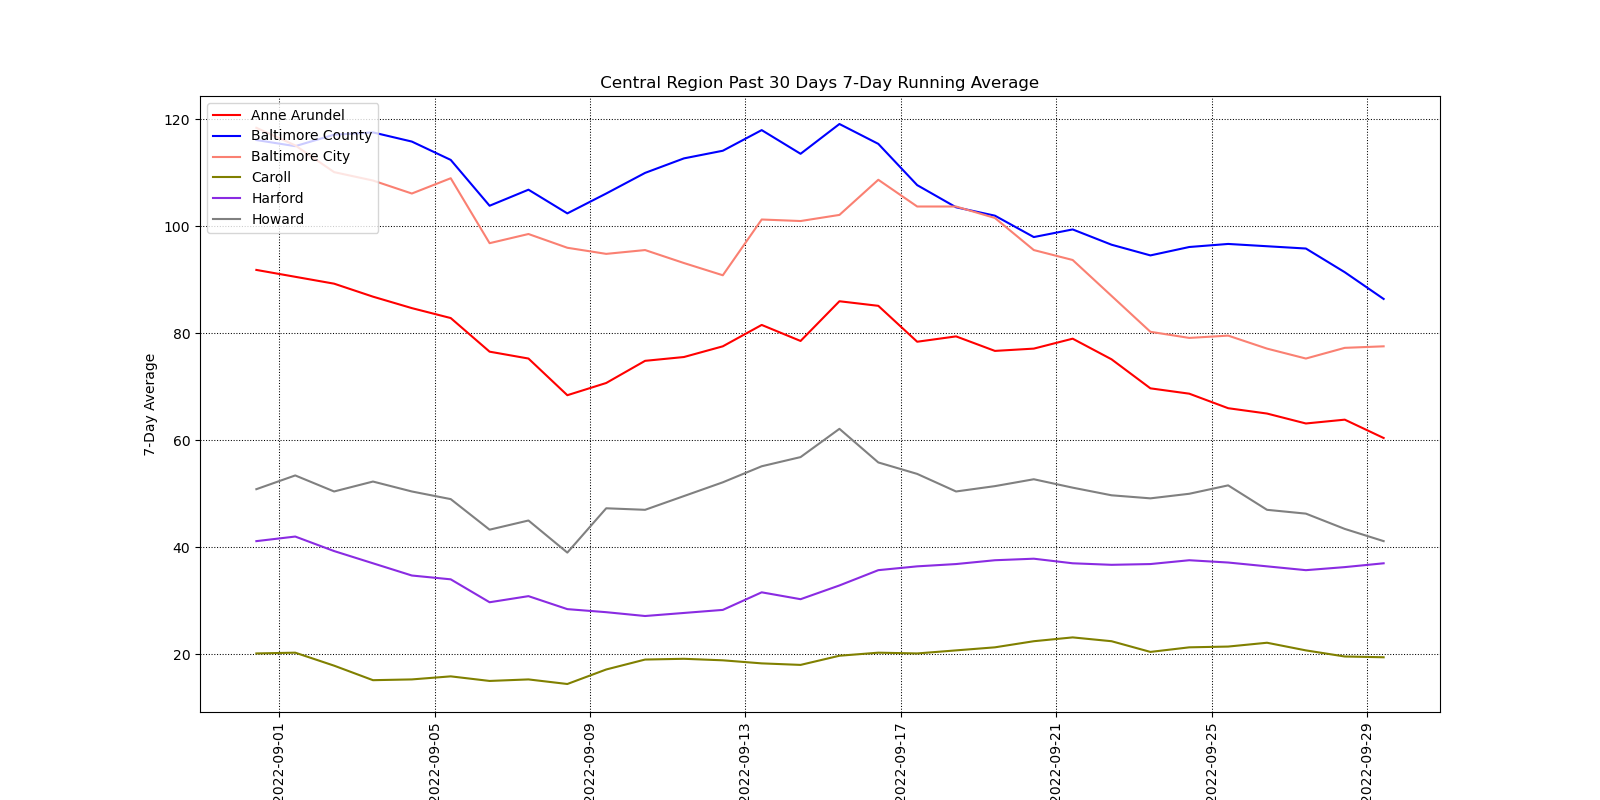 Central Region Past 30 Days 7-Day Running Average
Anne Arundel
Baltimore County
Baltimore City
Caroll
Harford
Howard
7-Day Average
120
100
80
60
40
20
2022-09-01
2022-09-05
2022-09-09
2022-09-13
2022-09-17
2022-09-21
2022-09-25
2022-09-29